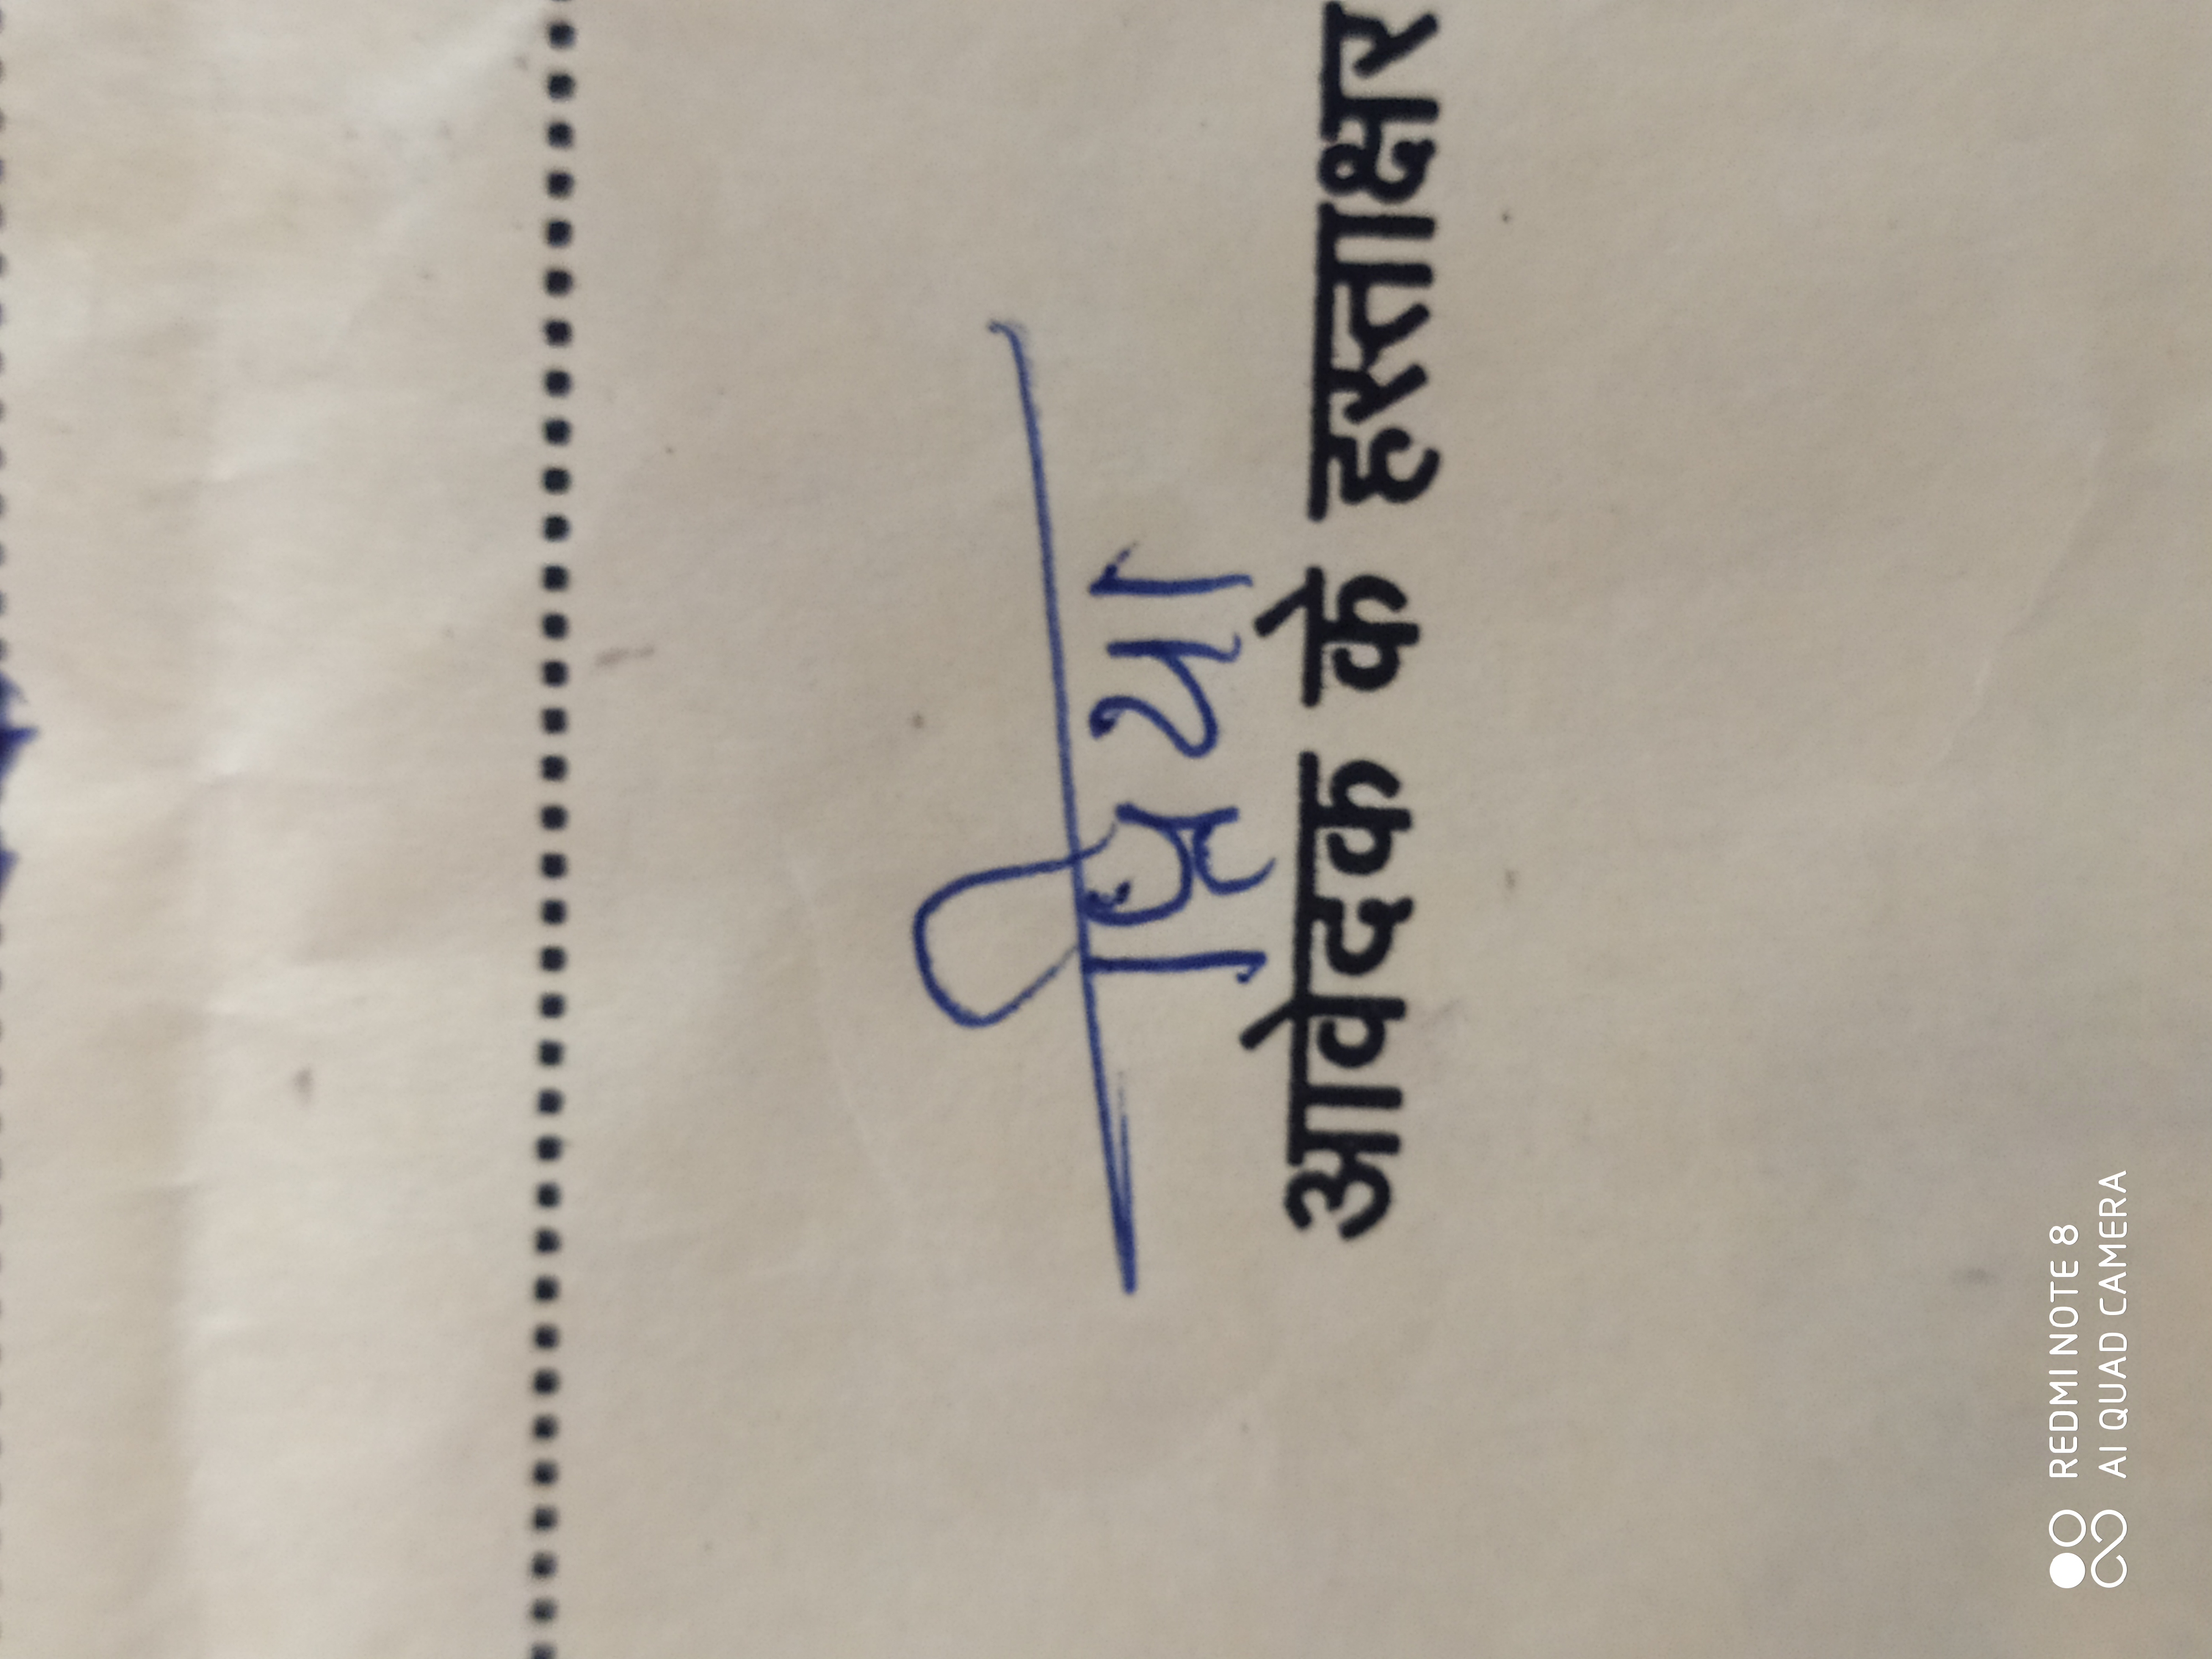 प्रिया
आवेदक के हस्ताक्षर
REDMI NOTE 8
AI QUAD CAMERA